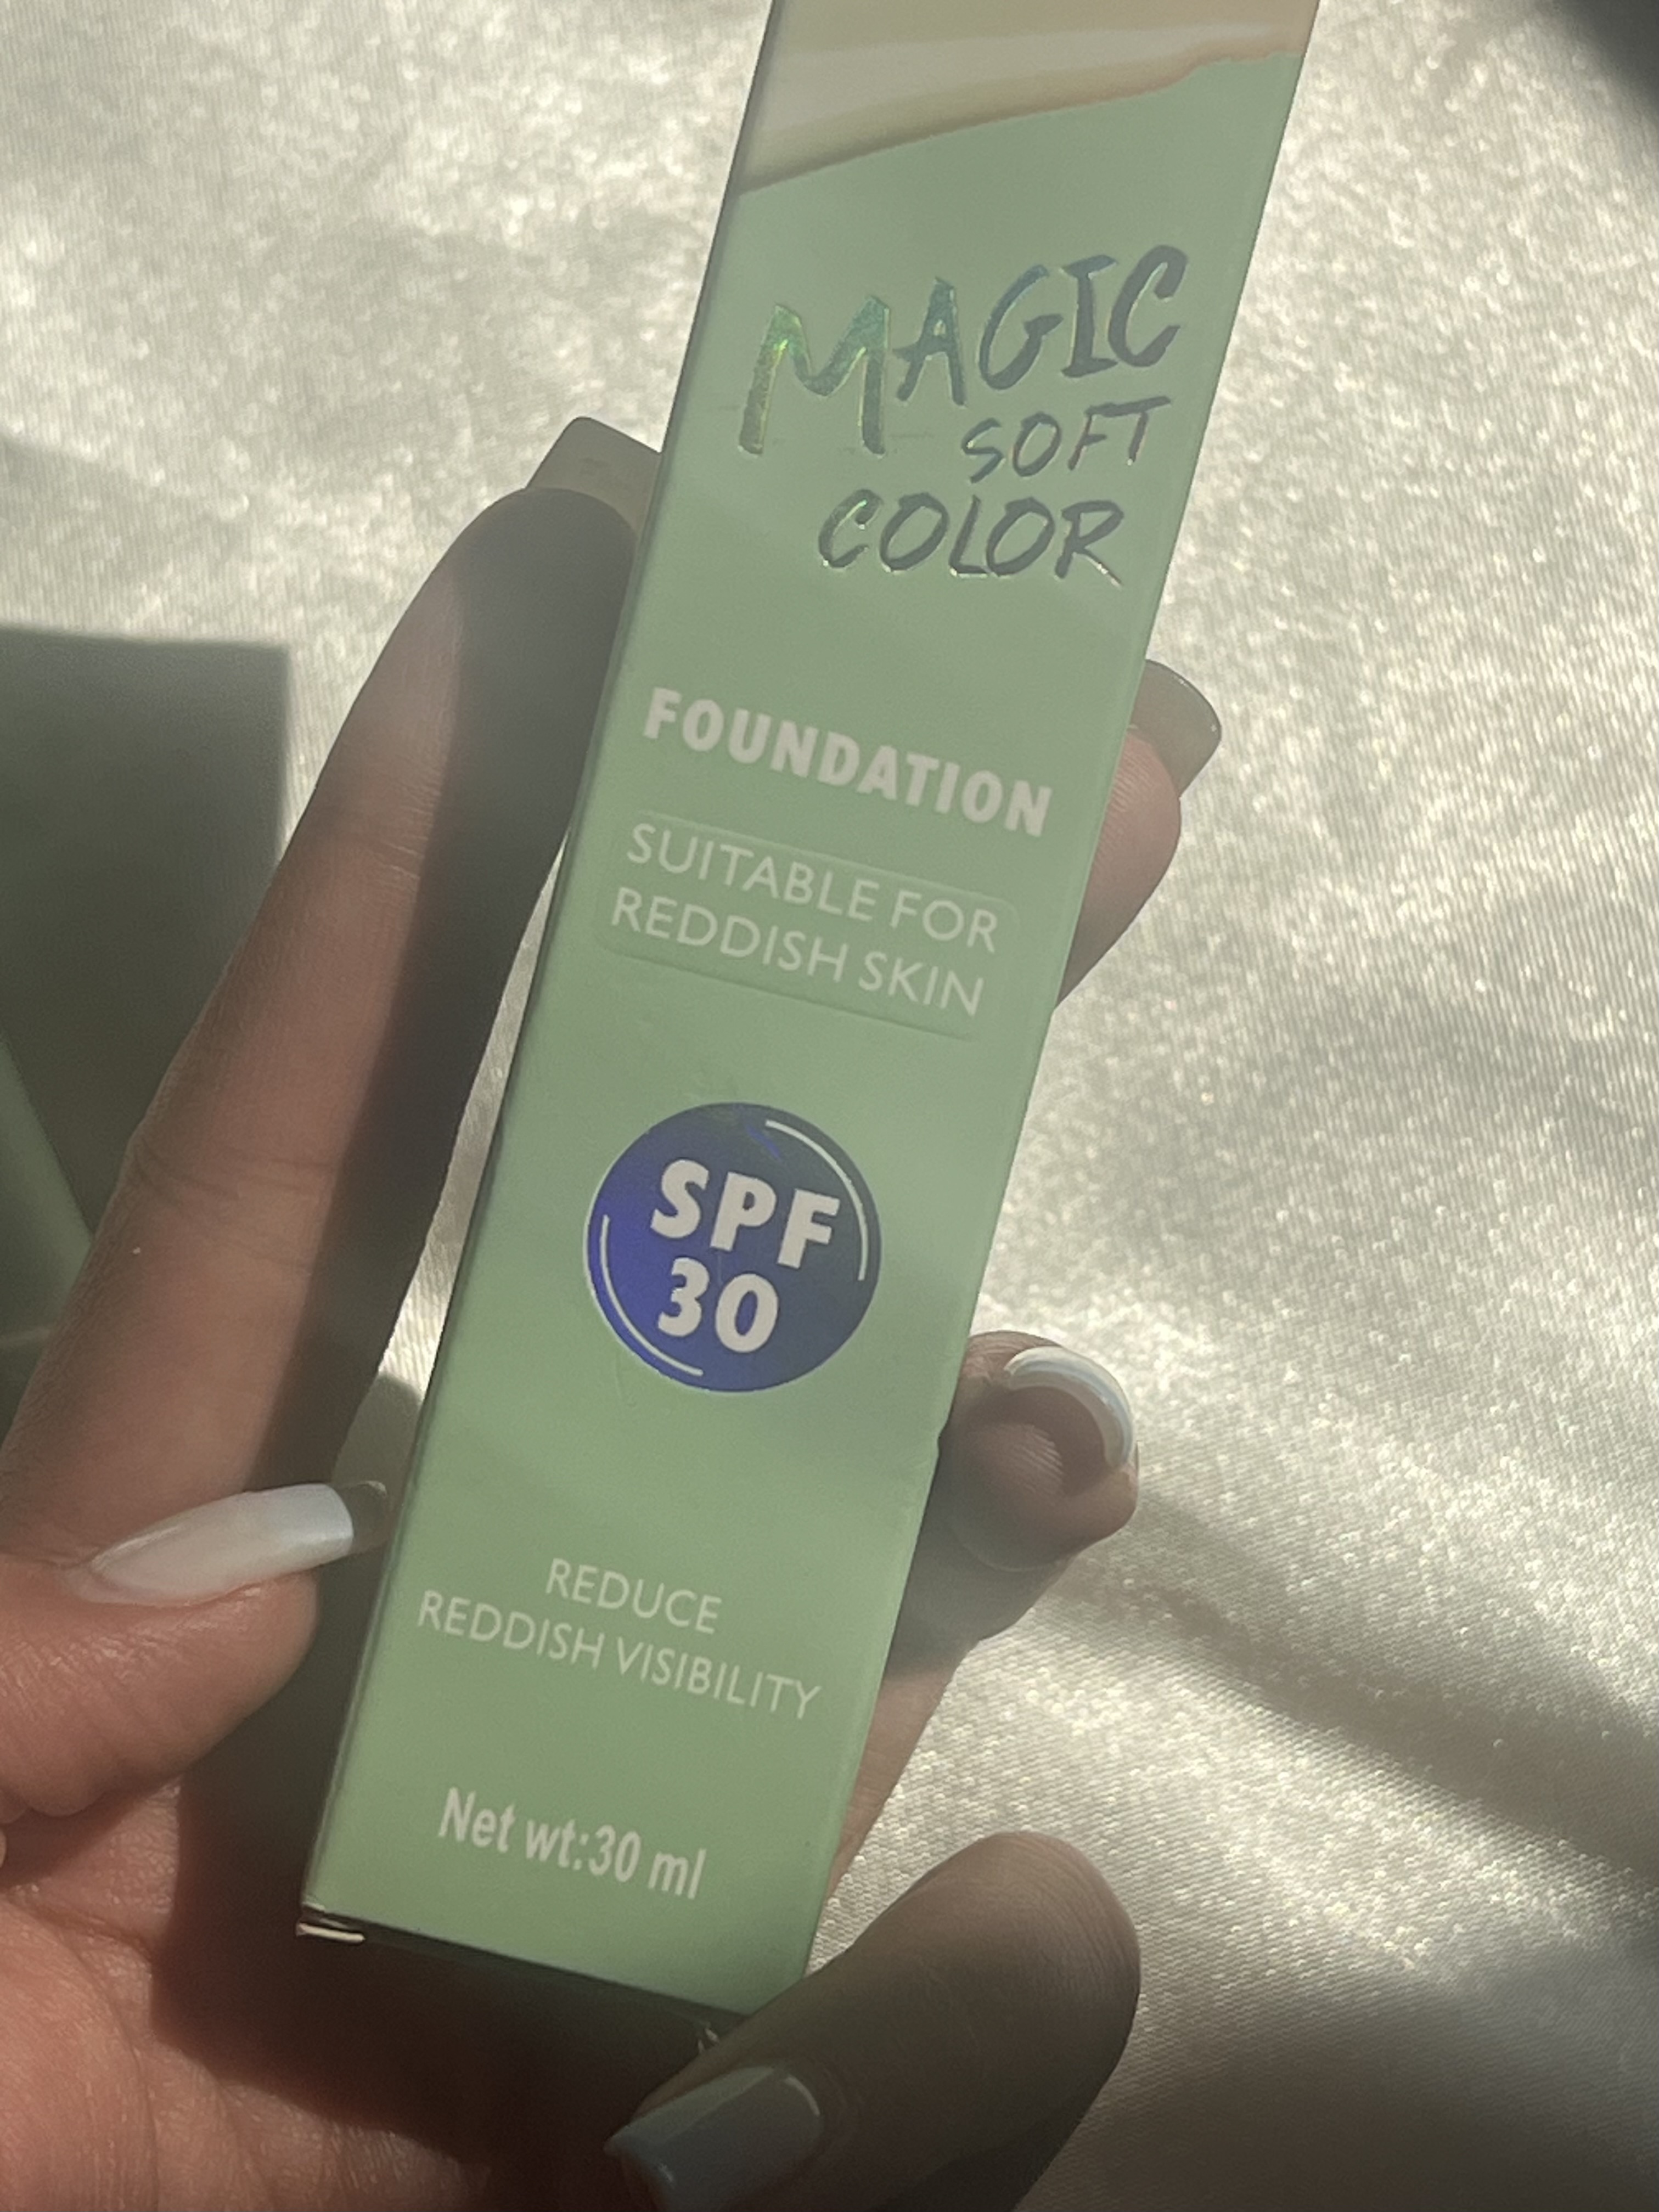 MAGIC
SOFT
COLOR
FOUNDATION
SUITABLE FOR
REDDISH SKIN
SPF
30
REDUCE
REDDISH VISIBILITY
Net wt:30 ml